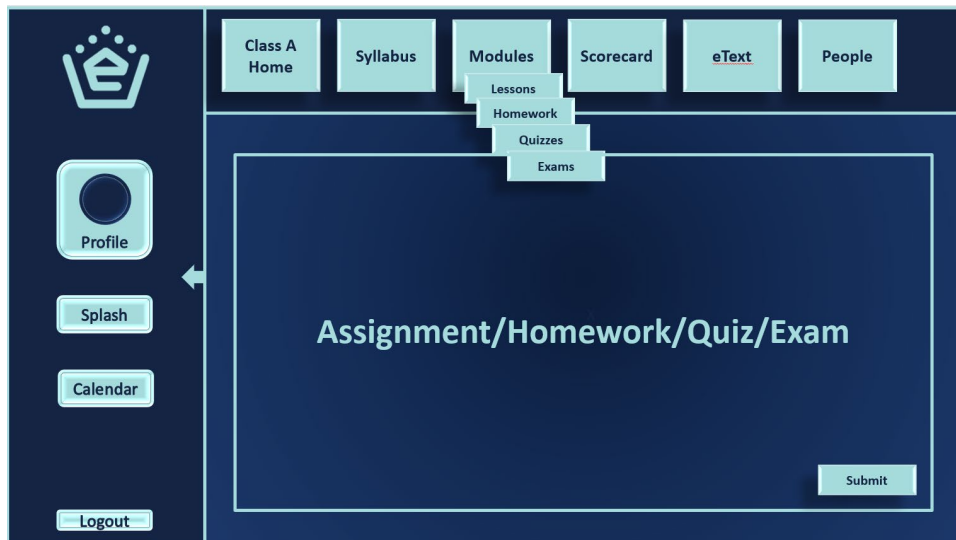 Class A
Home
Syllabus
Modules
Scorecard
eText
People
Lessons
Homework
Quizzes
Exams
Profile
Splash
Calendar
Logout
Assignment/Homework/Quiz/Exam
Submit